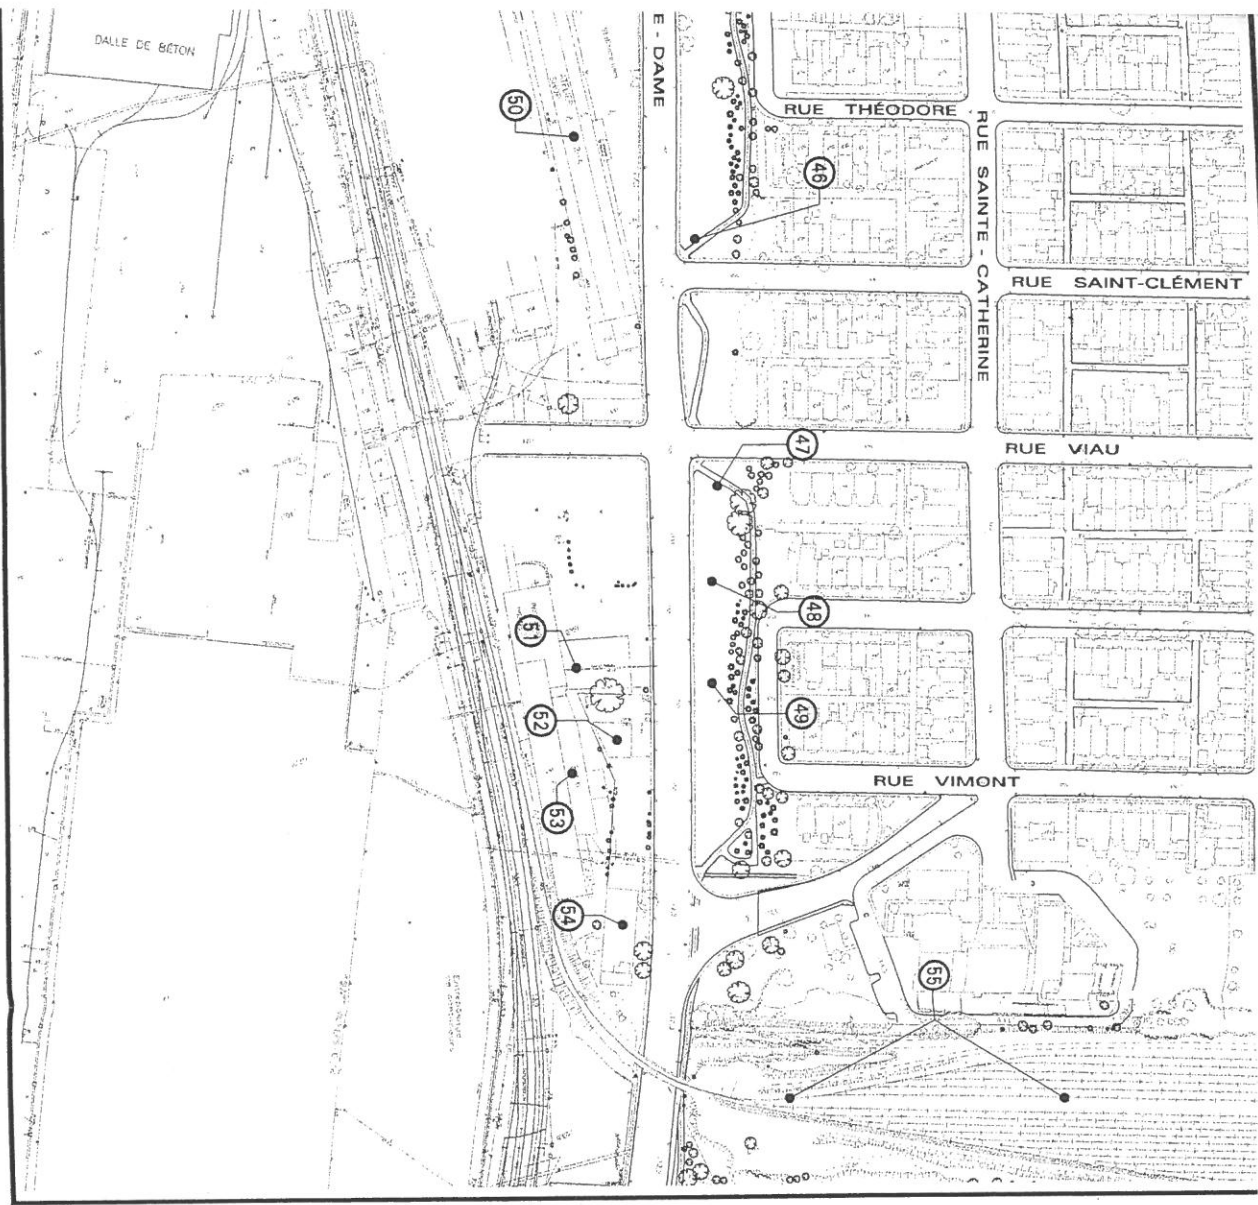 DALLE DE BÉTON
E - DAME
RUE THÉODORE
RUE SAINTE - CATHERINE
RUE SAINT-CLÉMENT
RUE VIAU
RUE VIMONT
50
46
47
48
49
51
52
53
54
55